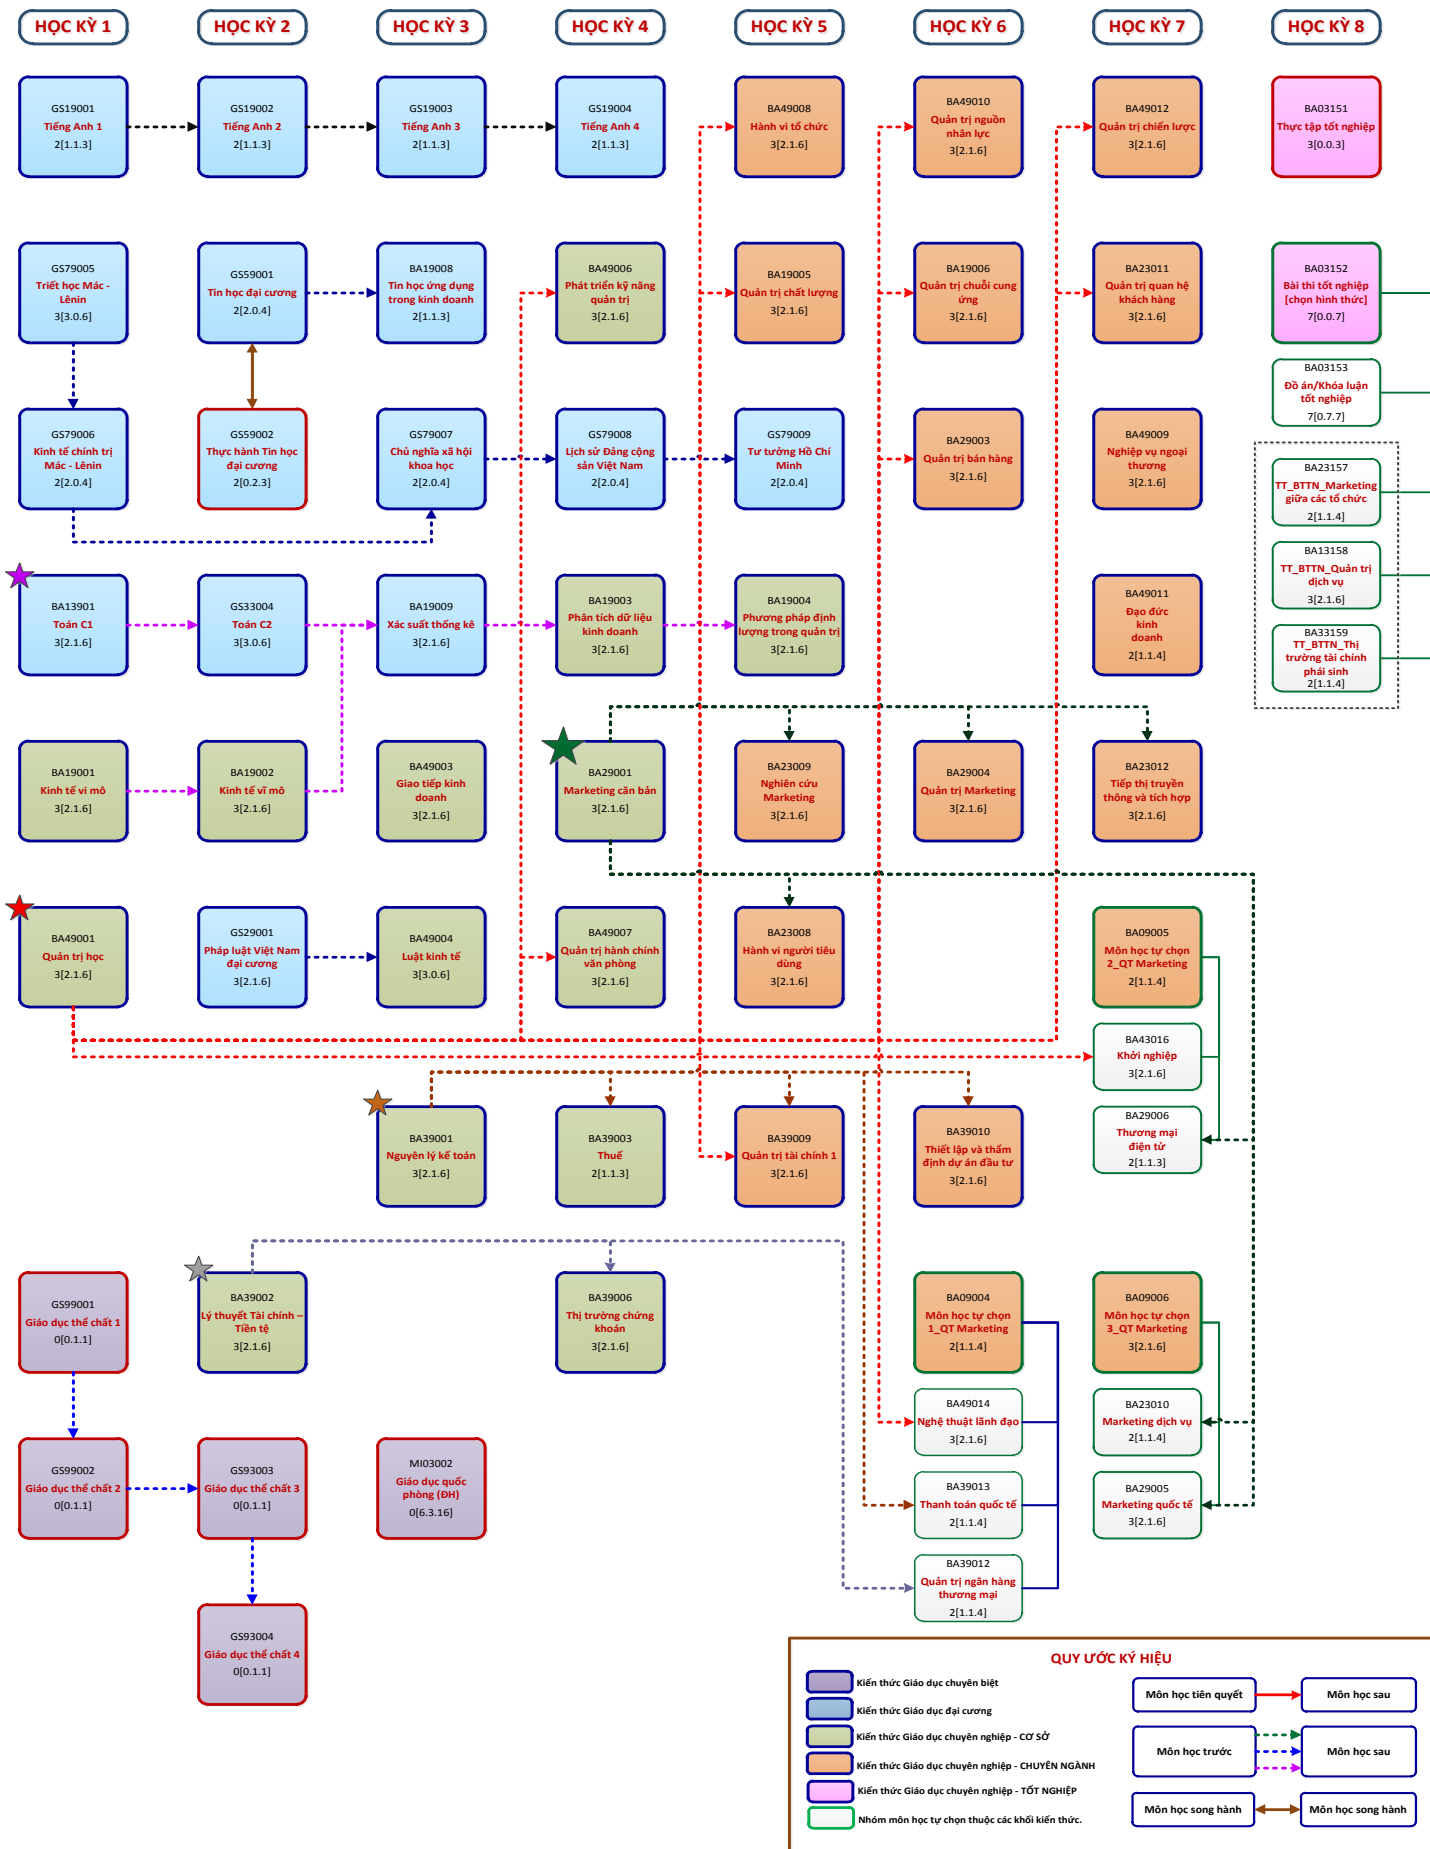 HỌC KỲ 1
HỌC KỲ 2
HỌC KỲ 3
HỌC KỲ 4
HỌC KỲ 5
HỌC KỲ 6
HỌC KỲ 7
HỌC KỲ 8
GS19001
Tiếng Anh 1
2[1.1.3]
GS19002
Tiếng Anh 2
2[1.1.3]
GS19003
Tiếng Anh 3
2[1.1.3]
GS19004
Tiếng Anh 4
2[1.1.3]
BA49008
Hành vi tổ chức
3[2.1.6]
BA49010
Quản trị nguồn
nhân lực
3[2.1.6]
BA49012
Quản trị chiến lược
3[2.1.6]
BA03151
Thực tập tốt nghiệp
3[0.0.3]
GS79005
Triết học Mác -
Lênin
3[3.0.6]
GS59001
Tin học đại cương
2[2.0.4]
BA19008
Tin học ứng dụng
trong kinh doanh
2[1.1.3]
BA49006
Phát triển kỹ năng
quản trị
3[2.1.6]
BA19005
Quản trị chất lượng
3[2.1.6]
BA19006
Quản trị chuỗi cung
ứng
3[2.1.6]
BA23011
Quản trị quan hệ
khách hàng
3[2.1.6]
BA03152
Bài thi tốt nghiệp
[chọn hình thức]
7[0.0.7]
BA03153
Đồ án/Khóa luận
tốt nghiệp
7[0.7.7]
GS79006
Kinh tế chính trị
Mác - Lênin
2[2.0.4]
GS59002
Thực hành Tin học
đại cương
2[0.2.3]
GS79007
Chủ nghĩa xã hội
khoa học
2[2.0.4]
GS79008
Lịch sử Đảng cộng
sản Việt Nam
2[2.0.4]
GS79009
Tư tưởng Hồ Chí
Minh
2[2.0.4]
BA29003
Quản trị bán hàng
3[2.1.6]
BA49009
Nghiệp vụ ngoại
thương
3[2.1.6]
BA23157
TT_BTTN_Marketing
giữa các tổ chức
2[1.1.4]
BA13158
TT_BTTN_Quản trị
dịch vụ
3[2.1.6]
BA33159
TT_BTTN_Thị
trường tài chính
phái sinh
2[1.1.4]
BA13901
Toán C1
3[2.1.6]
GS33004
Toán C2
3[3.0.6]
BA19009
Xác suất thống kê
3[2.1.6]
BA19003
Phân tích dữ liệu
kinh doanh
3[2.1.6]
BA19004
Phương pháp định
lượng trong quản trị
3[2.1.6]
BA49011
Đạo đức
kinh
doanh
2[1.1.4]
BA19001
Kinh tế vi mô
3[2.1.6]
BA19002
Kinh tế vĩ mô
3[2.1.6]
BA49003
Giao tiếp kinh
doanh
3[2.1.6]
BA29001
Marketing căn bản
3[2.1.6]
BA23009
Nghiên cứu
Marketing
3[2.1.6]
BA29004
Quản trị Marketing
3[2.1.6]
BA23012
Tiếp thị truyền
thông và tích hợp
3[2.1.6]
BA49001
Quản trị học
3[2.1.6]
GS29001
Pháp luật Việt Nam
đại cương
3[2.1.6]
BA49004
Luật kinh tế
3[3.0.6]
BA49007
Quản trị hành chính
văn phòng
3[2.1.6]
BA23008
Hành vi người tiêu
dùng
3[2.1.6]
BA09005
Môn học tự chọn
2_QT Marketing
2[1.1.4]
BA43016
Khởi nghiệp
3[2.1.6]
BA29006
Thương mại
điện tử
2[1.1.3]
BA39001
Nguyên lý kế toán
3[2.1.6]
BA39003
Thuế
2[1.1.3]
BA39009
Quản trị tài chính 1
3[2.1.6]
BA39010
Thiết lập và thẩm
định dự án đầu tư
3[2.1.6]
GS99001
Giáo dục thể chất 1
0[0.1.1]
BA39002
Lý thuyết Tài chính –
Tiền tệ
3[2.1.6]
BA39006
Thị trường chứng
khoán
3[2.1.6]
BA09004
Môn học tự chọn
1_QT Marketing
2[1.1.4]
BA09006
Môn học tự chọn
3_QT Marketing
3[2.1.6]
BA49014
Nghệ thuật lãnh đạo
3[2.1.6]
BA23010
Marketing dịch vụ
2[1.1.4]
GS99002
Giáo dục thể chất 2
0[0.1.1]
GS93003
Giáo dục thể chất 3
0[0.1.1]
MI03002
Giáo dục quốc
phòng (ĐH)
0[6.3.16]
BA39013
Thanh toán quốc tế
2[1.1.4]
BA29005
Marketing quốc tế
3[2.1.6]
BA39012
Quản trị ngân hàng
thương mại
2[1.1.4]
GS93004
Giáo dục thể chất 4
0[0.1.1]
QUY ƯỚC KÝ HIỆU
Kiến thức Giáo dục chuyên biệt
Kiến thức Giáo dục đại cương
Kiến thức Giáo dục chuyên nghiệp - CƠ SỞ
Kiến thức Giáo dục chuyên nghiệp - CHUYÊN NGÀNH
Kiến thức Giáo dục chuyên nghiệp - TỐT NGHIỆP
Nhóm môn học tự chọn thuộc các khối kiến thức.
Môn học tiên quyết
Môn học sau
Môn học trước
Môn học sau
Môn học song hành
Môn học song hành